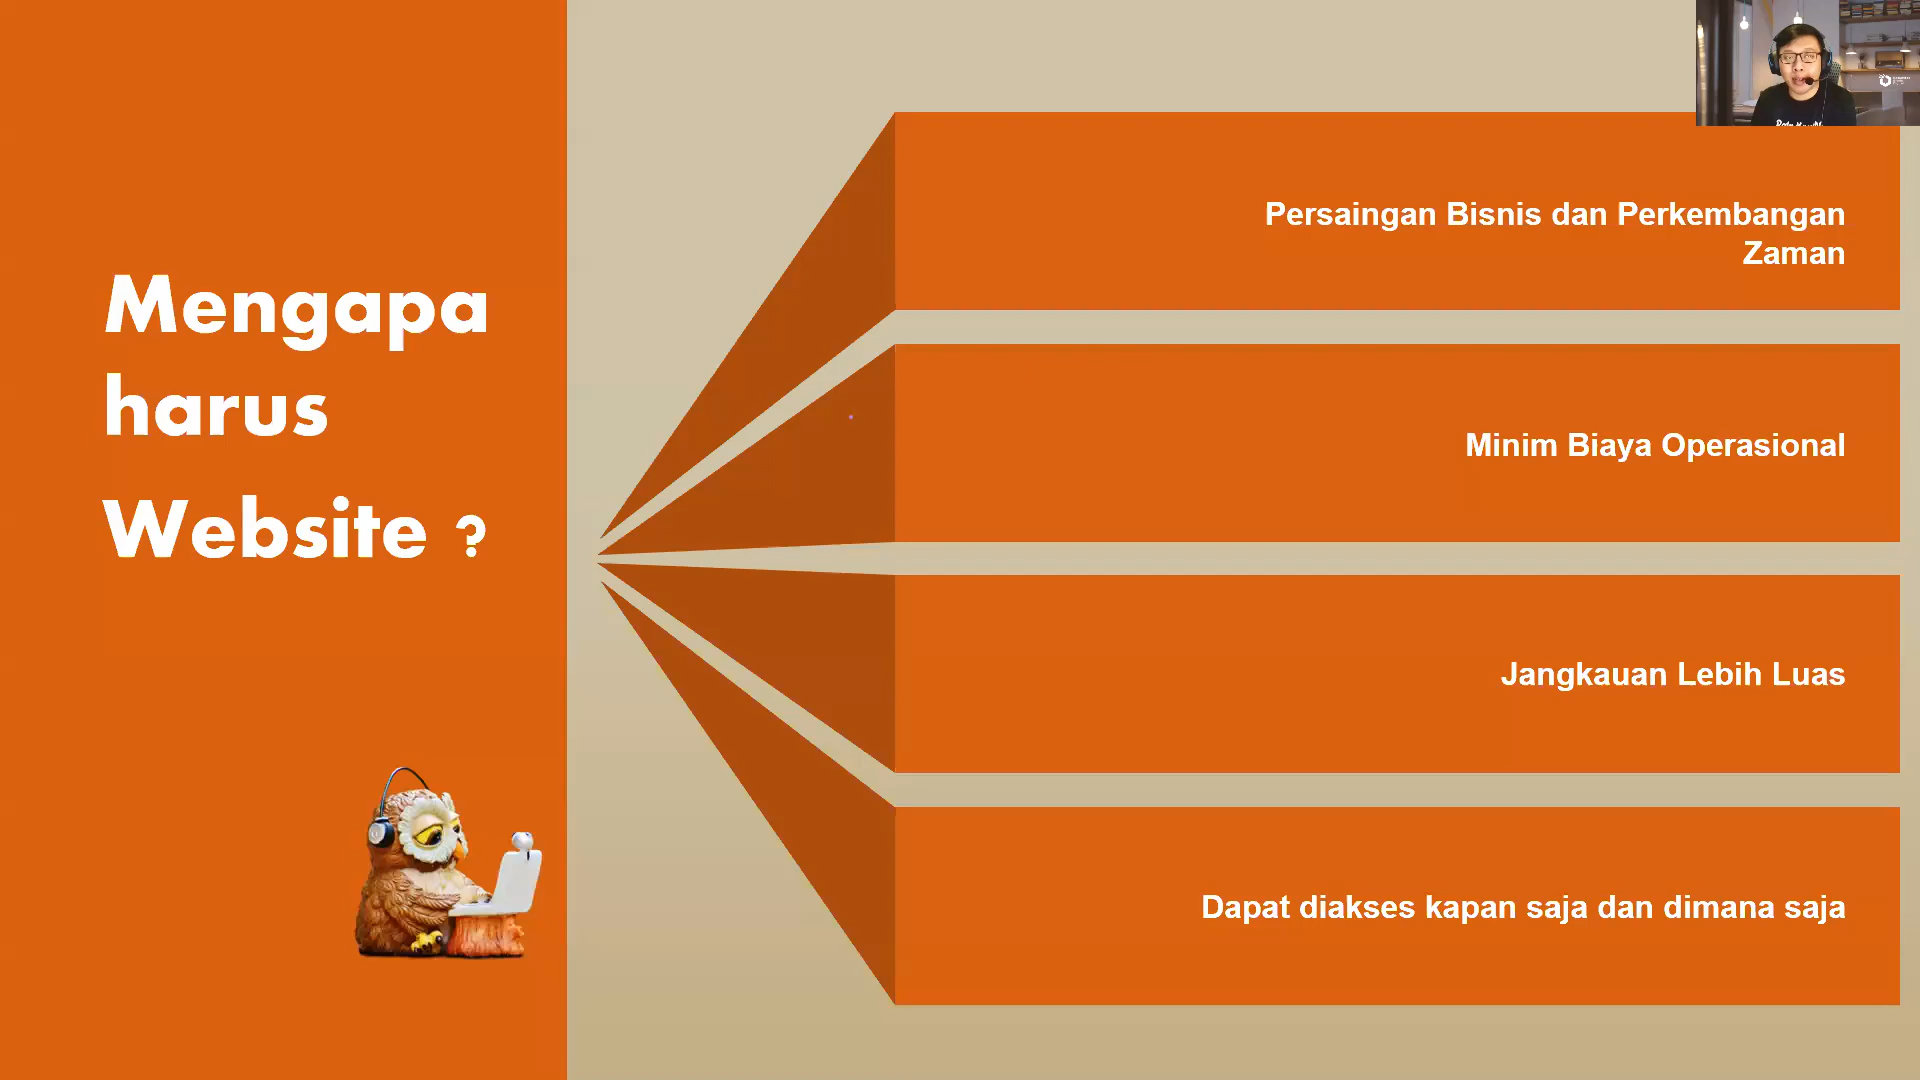 Mengapa
harus
Website ?
Persaingan Bisnis dan Perkembangan
Zaman
Minim Biaya Operasional
Jangkauan Lebih Luas
Dapat diakses kapan saja dan dimana saja